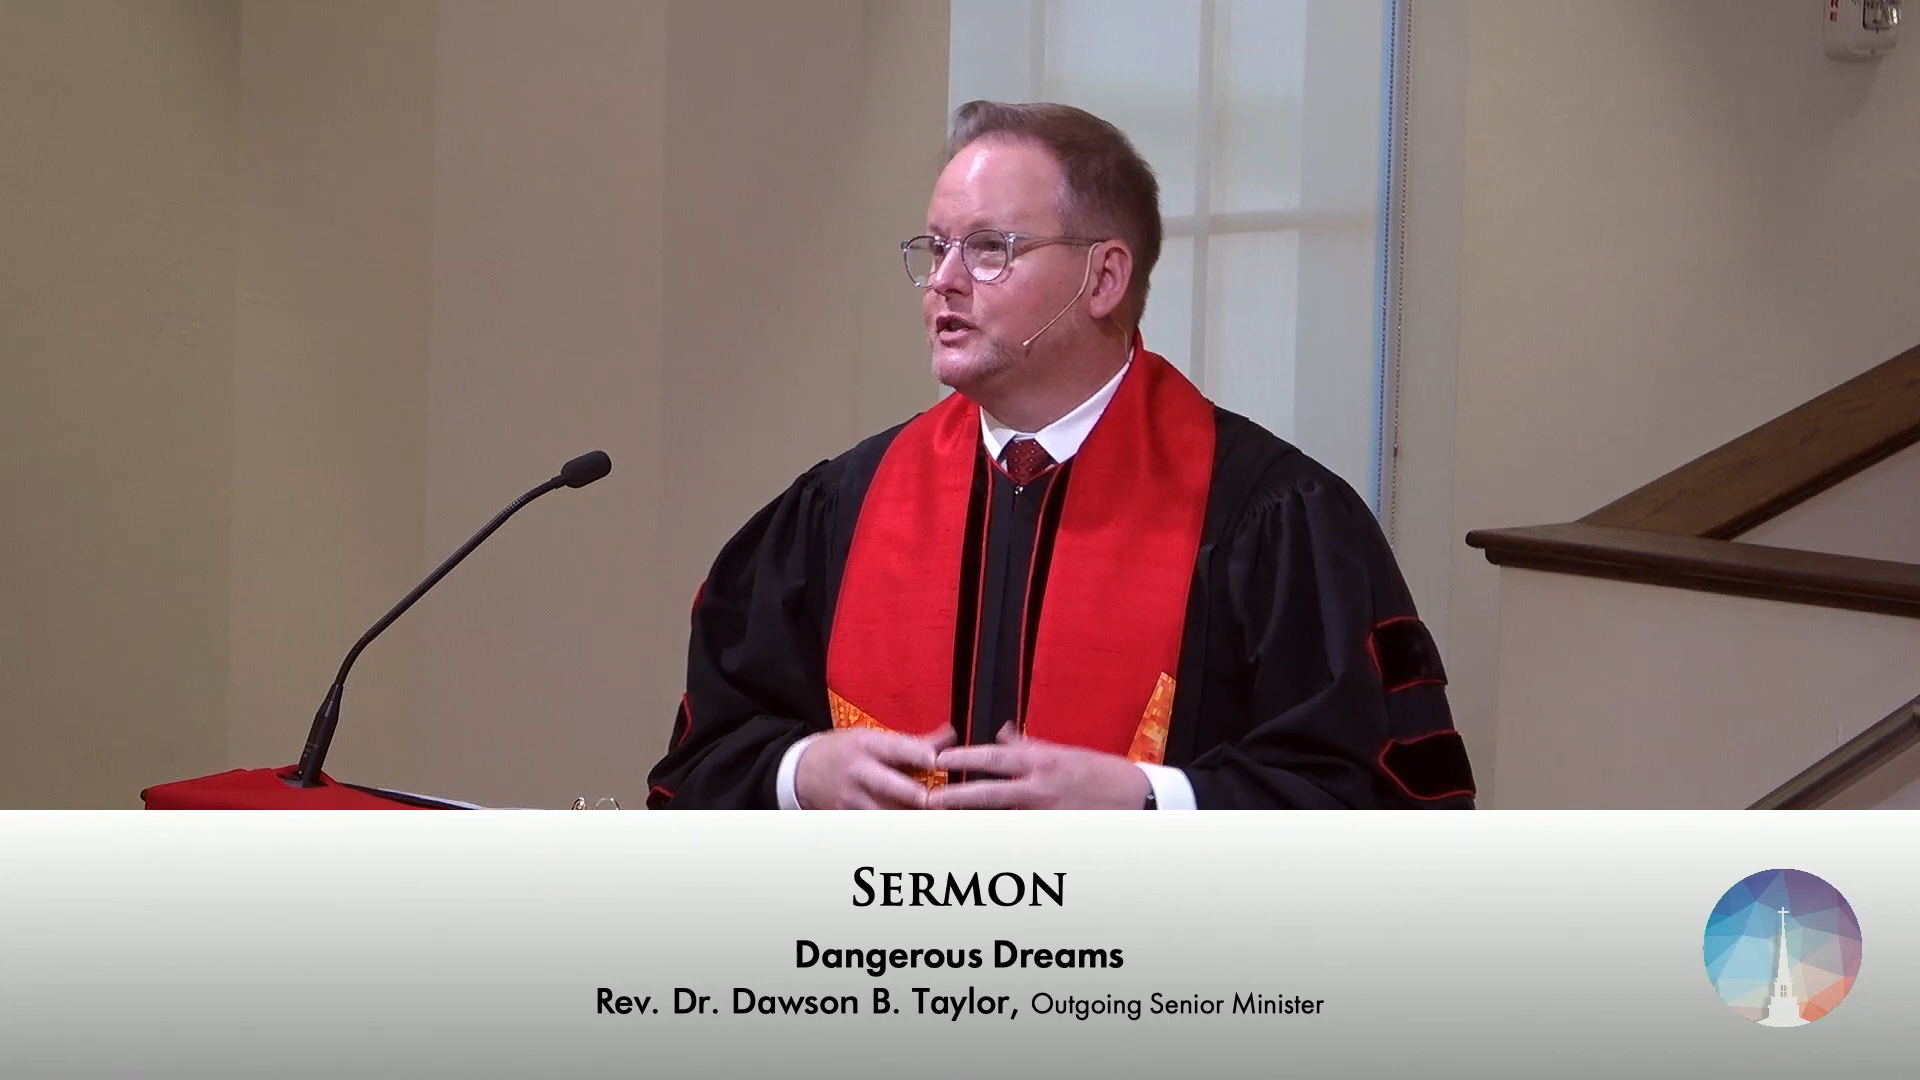 SERMON
Dangerous Dreams
Rev. Dr. Dawson B. Taylor, Outgoing Senior Minister